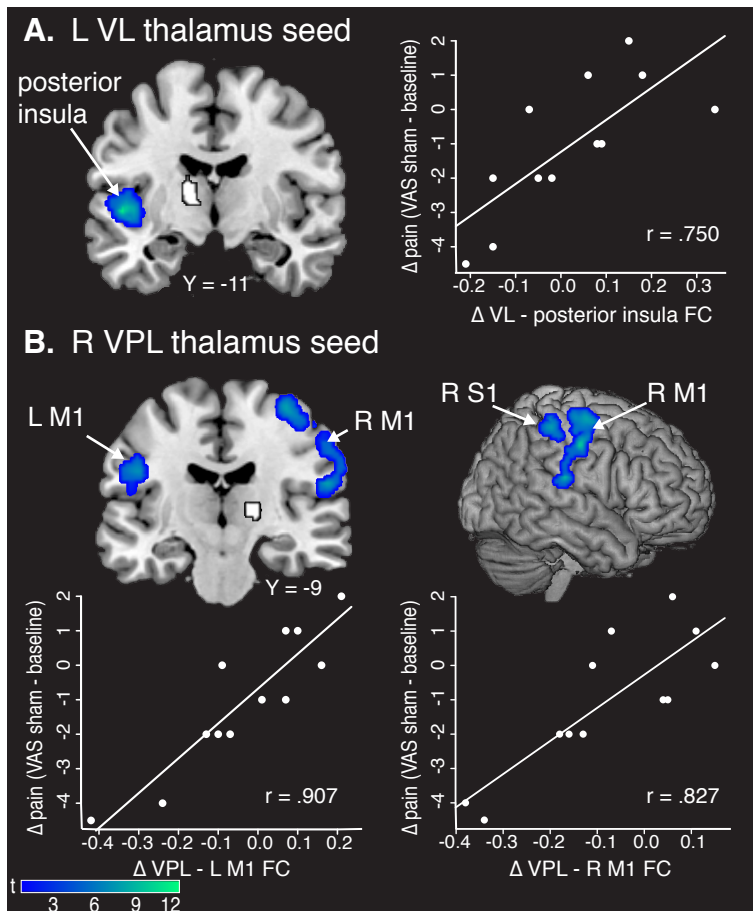 A. L VL thalamus seed
posterior
insula
Y = -11
Δ pain (VAS sham - baseline)
2
1
0
-1
-2
-3
-4
r = .750
-0.2 -0.1 0.0 0.1 0.2 0.3
Δ VL - posterior insula FC
B. R VPL thalamus seed
L M1
R M1
Y = -9
R S1
R M1
Δ pain (VAS sham - baseline)
2
1
0
-1
-2
-3
-4
r = .907
-0.4 -0.3 -0.2 -0.1 0.0 0.1 0.2
Δ VPL - L M1 FC
Δ pain (VAS sham - baseline)
2
1
0
-1
-2
-3
-4
r = .827
-0.4 -0.3 -0.2 -0.1 0.0 0.1
Δ VPL - R M1 FC
t
3 6 9 12